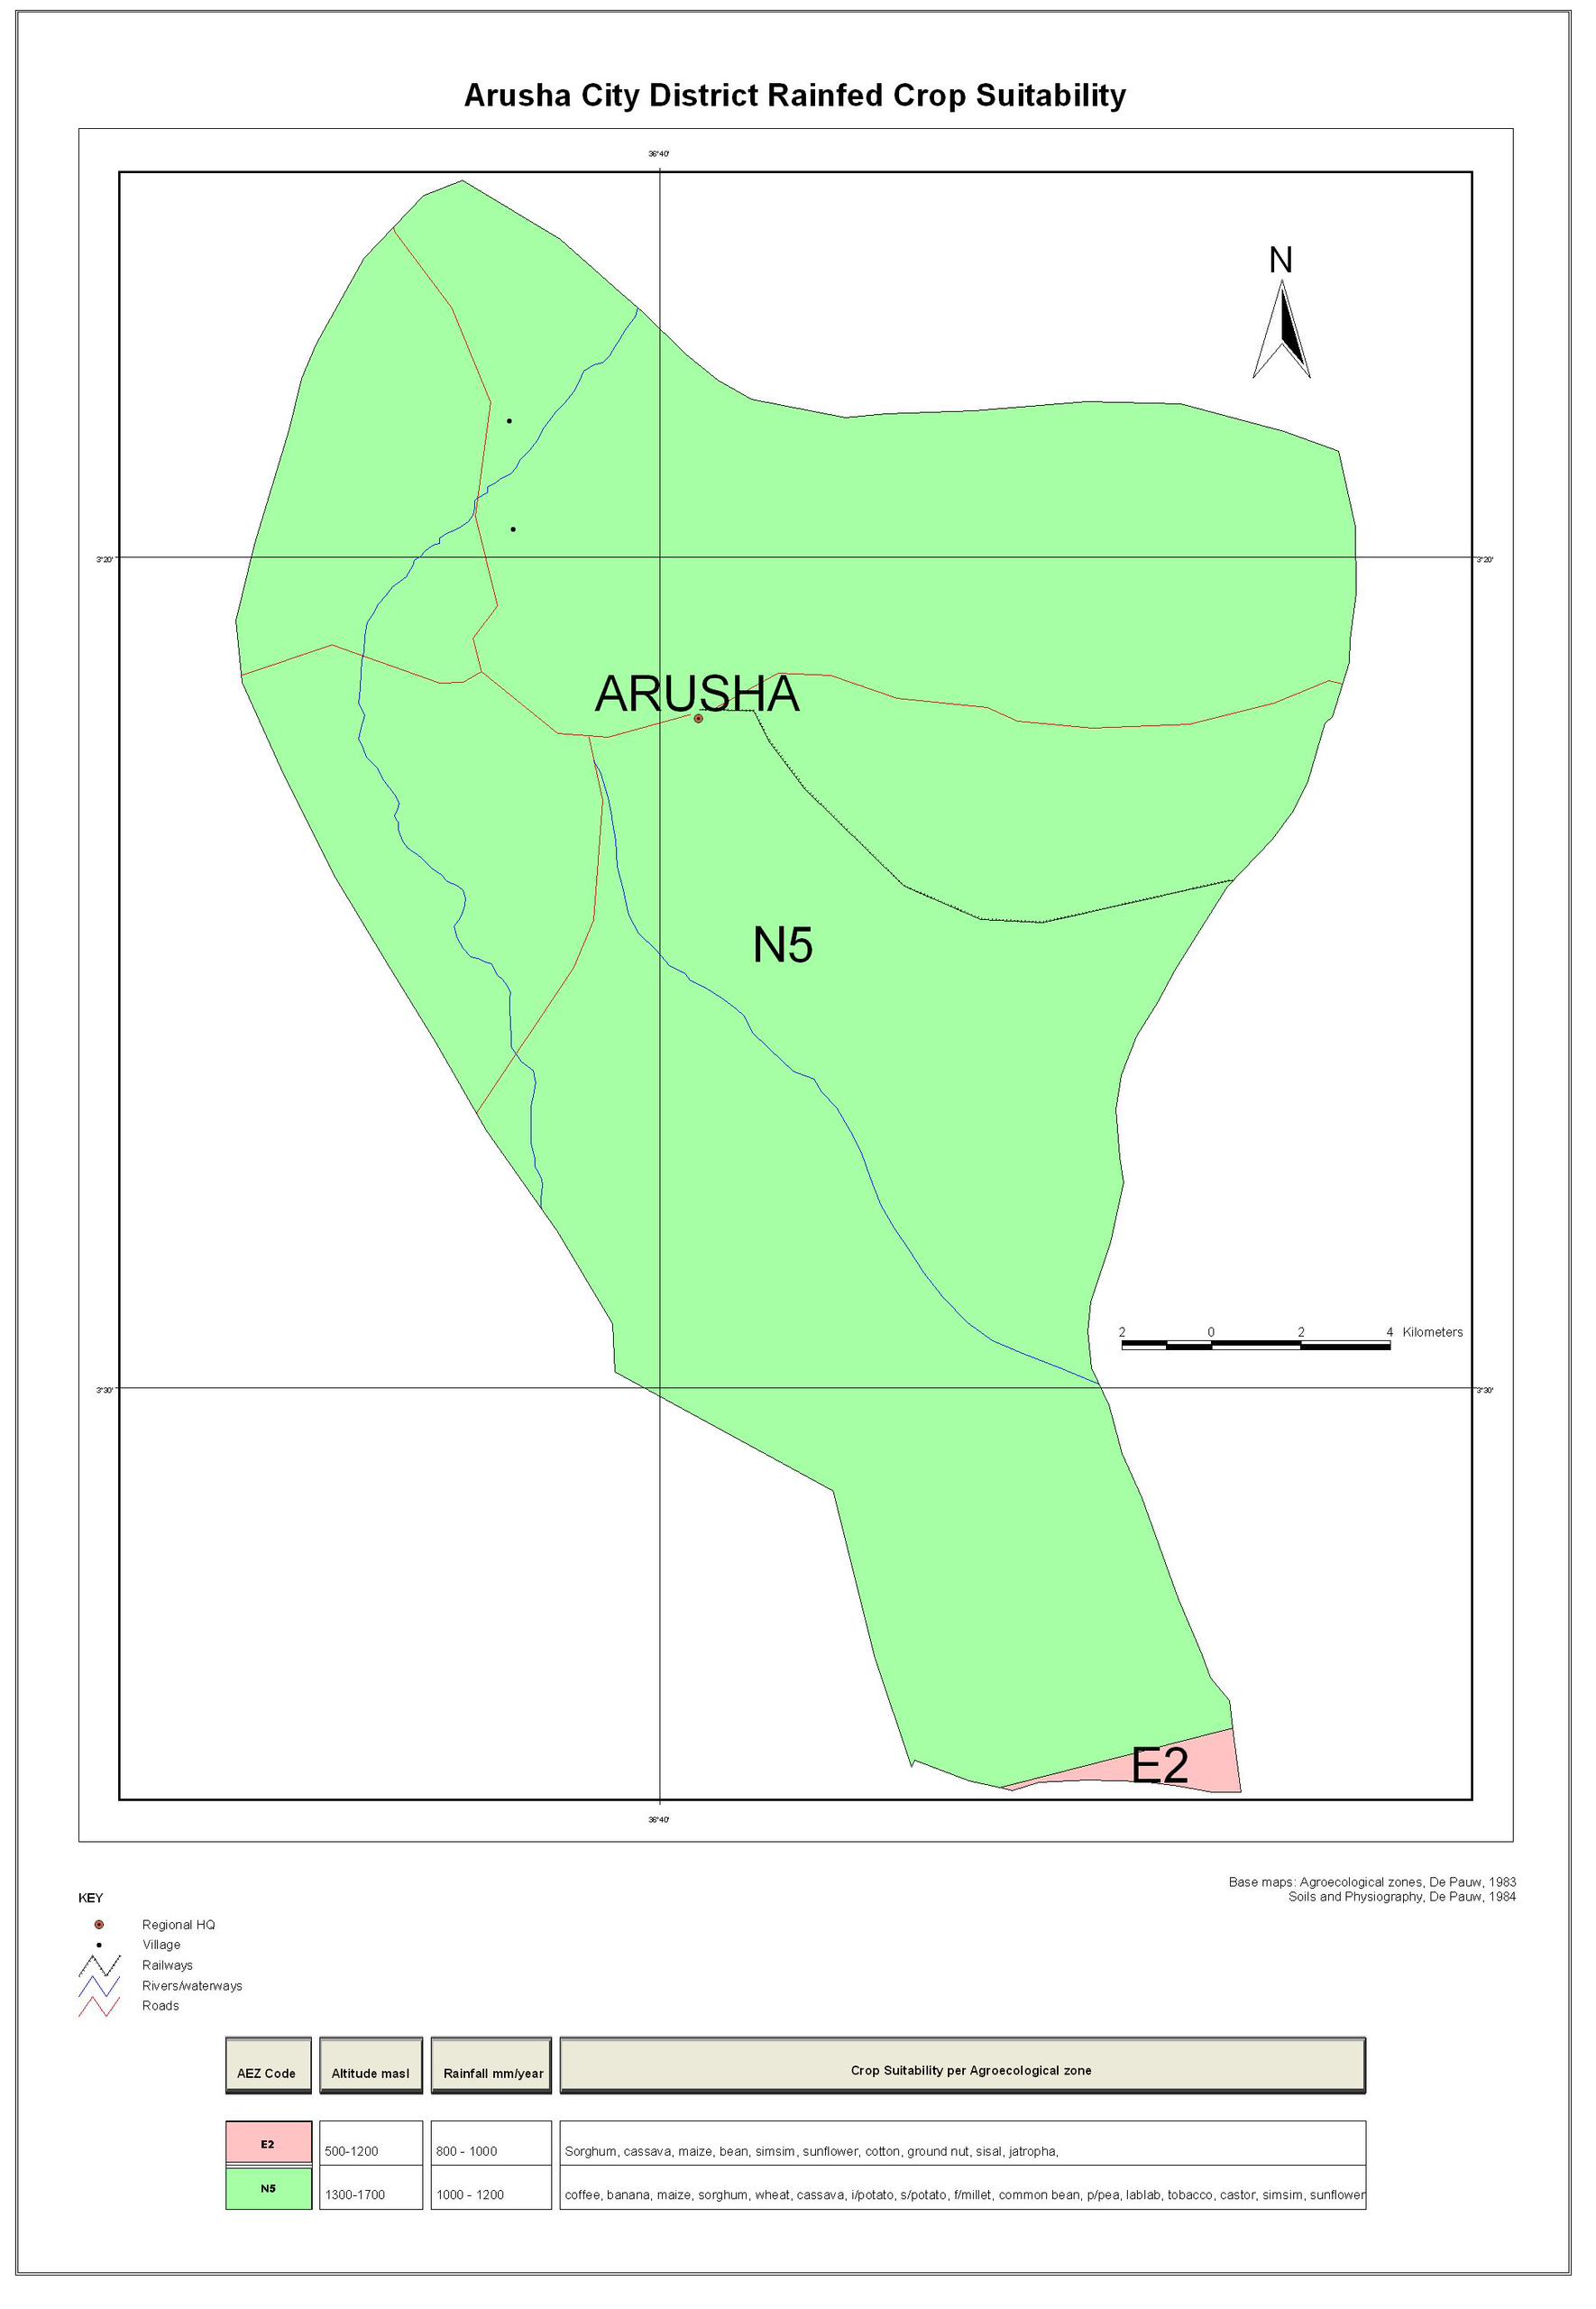 Arusha City District Rainfed Crop Suitability
36°40'
N
3°20'
3°20'
ARUSHA
N5
2 0 2 4 Kilometers
3°30'
3°30'
E2
36°40'
Base maps: Agroecological zones, De Pauw, 1983
Soils and Physiography, De Pauw, 1984
KEY
Regional HQ
Village
Railways
Rivers/waterways
Roads
AEZ Code Altitude masl Rainfall mm/year Crop Suitability per Agroecological zone
E2 500-1200 800 - 1000 Sorghum, cassava, maize, bean, simsim, sunflower, cotton, ground nut, sisal, jatropha,
N5 1300-1700 1000 - 1200 coffee, banana, maize, sorghum, wheat, cassava, i/potato, s/potato, f/millet, common bean, p/pea, lablab, tobacco, castor, simsim, sunflower